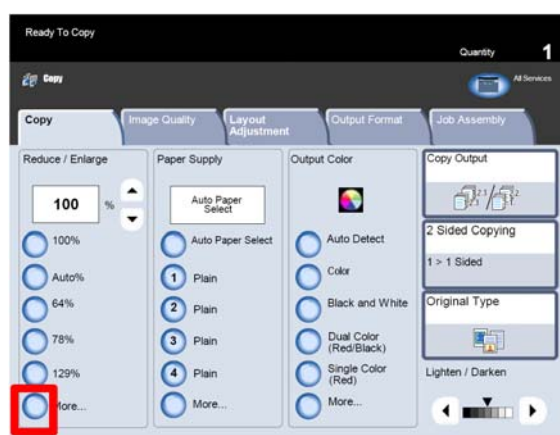 Ready To Copy
Quantity 1
Copy
All Services
Copy
Image Quality
Layout
Adjustment
Output Format
Job Assembly
Reduce / Enlarge
100 %
100%
Auto%
64%
78%
129%
More...
Paper Supply
Auto Paper
Select
Auto Paper Select
1 Plain
2 Plain
3 Plain
4 Plain
More...
Output Color
Auto Detect
Color
Black and White
Dual Color
(Red/Black)
Single Color
(Red)
More...
Copy Output
2 Sided Copying
1 > 1 Sided
Original Type
Lighten / Darken